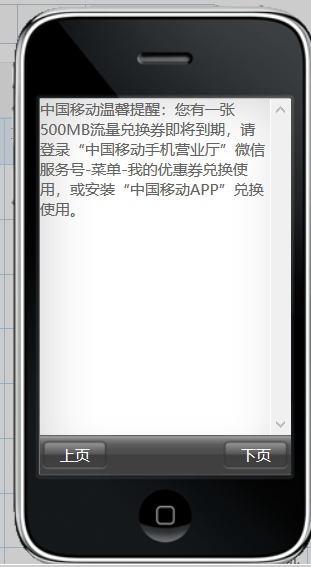 中国移动温馨提醒：您有一张
500MB流量兑换券即将到期，请
登录“中国移动手机营业厅”微信
服务号-菜单-我的优惠券兑换使
用，或安装“中国移动APP”兑换
使用。
上页 下页